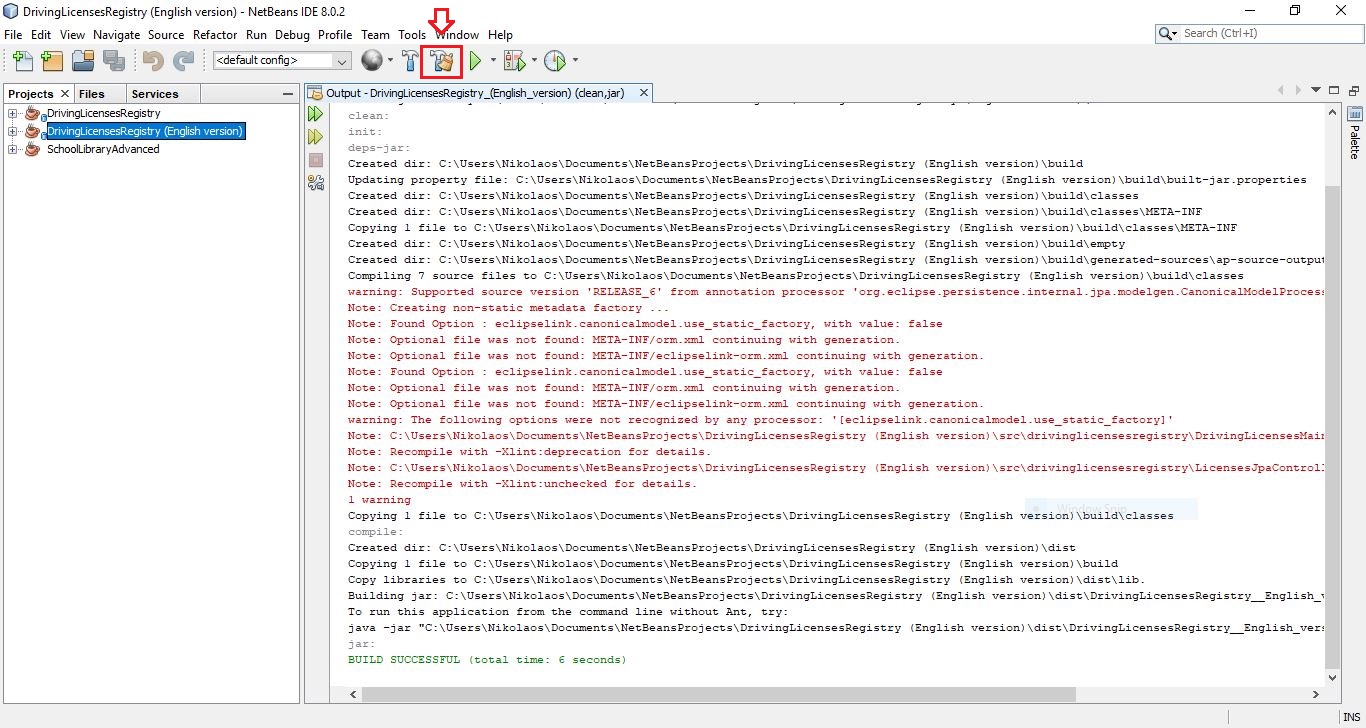 DrivingLicensesRegistry (English version) - NetBeans IDE 8.0.2
File Edit View Navigate Source Refactor Run Debug Profile Team Tools Window Help
Search (Ctrl+I)
<default config>
Projects
Files
Services
DrivingLicensesRegistry
DrivingLicensesRegistry (English version)
SchoolLibraryAdvanced
Output - DrivingLicensesRegistry_(English_version) (clean,jar)
clean:
init:
deps-jar:
Created dir: C:\Users\Nikolaos\Documents\NetBeansProjects\DrivingLicensesRegistry (English version)\build
Updating property file: C:\Users\Nikolaos\Documents\NetBeansProjects\DrivingLicensesRegistry (English version)\build\built-jar.properties
Created dir: C:\Users\Nikolaos\Documents\NetBeansProjects\DrivingLicensesRegistry (English version)\build\classes
Created dir: C:\Users\Nikolaos\Documents\NetBeansProjects\DrivingLicensesRegistry (English version)\build\classes\META-INF
Copying 1 file to C:\Users\Nikolaos\Documents\NetBeansProjects\DrivingLicensesRegistry (English version)\build\classes\META-INF
Created dir: C:\Users\Nikolaos\Documents\NetBeansProjects\DrivingLicensesRegistry (English version)\build\empty
Created dir: C:\Users\Nikolaos\Documents\NetBeansProjects\DrivingLicensesRegistry (English version)\build\generated-sources\ap-source-output
Compiling 7 source files to C:\Users\Nikolaos\Documents\NetBeansProjects\DrivingLicensesRegistry (English version)\build\classes
warning: Supported source version 'RELEASE_6' from annotation processor 'org.eclipse.persistence.internal.jpa.modelgen.CanonicalModelProcess
Note: Creating non-static metadata factory ...
Note: Found Option : eclipselink.canonicalmodel.use_static_factory, with value: false
Note: Optional file was not found: META-INF/orm.xml continuing with generation.
Note: Optional file was not found: META-INF/eclipselink-orm.xml continuing with generation.
Note: Found Option : eclipselink.canonicalmodel.use_static_factory, with value: false
Note: Optional file was not found: META-INF/orm.xml continuing with generation.
Note: Optional file was not found: META-INF/eclipselink-orm.xml continuing with generation.
warning: The following options were not recognized by any processor: '[eclipselink.canonicalmodel.use_static_factory]'
Note: C:\Users\Nikolaos\Documents\NetBeansProjects\DrivingLicensesRegistry (English version)\src\drivinglicensesregistry\DrivingLicensesMain
Note: Recompile with -Xlint:deprecation for details.
Note: C:\Users\Nikolaos\Documents\NetBeansProjects\DrivingLicensesRegistry (English version)\src\drivinglicensesregistry\LicensesJpaControll
Note: Recompile with -Xlint:unchecked for details.
1 warning
Copying 1 file to C:\Users\Nikolaos\Documents\NetBeansProjects\DrivingLicensesRegistry (English version)\build\classes
Window Snip
compile:
Created dir: C:\Users\Nikolaos\Documents\NetBeansProjects\DrivingLicensesRegistry (English version)\dist
Copying 1 file to C:\Users\Nikolaos\Documents\NetBeansProjects\DrivingLicensesRegistry (English version)\build
Copy libraries to C:\Users\Nikolaos\Documents\NetBeansProjects\DrivingLicensesRegistry (English version)\dist\lib.
Building jar: C:\Users\Nikolaos\Documents\NetBeansProjects\DrivingLicensesRegistry (English version)\dist\DrivingLicensesRegistry__English_v
To run this application from the command line without Ant, try:
java -jar "C:\Users\Nikolaos\Documents\NetBeansProjects\DrivingLicensesRegistry (English version)\dist\DrivingLicensesRegistry__English_vers
jar:
BUILD SUCCESSFUL (total time: 6 seconds)
Palette
INS